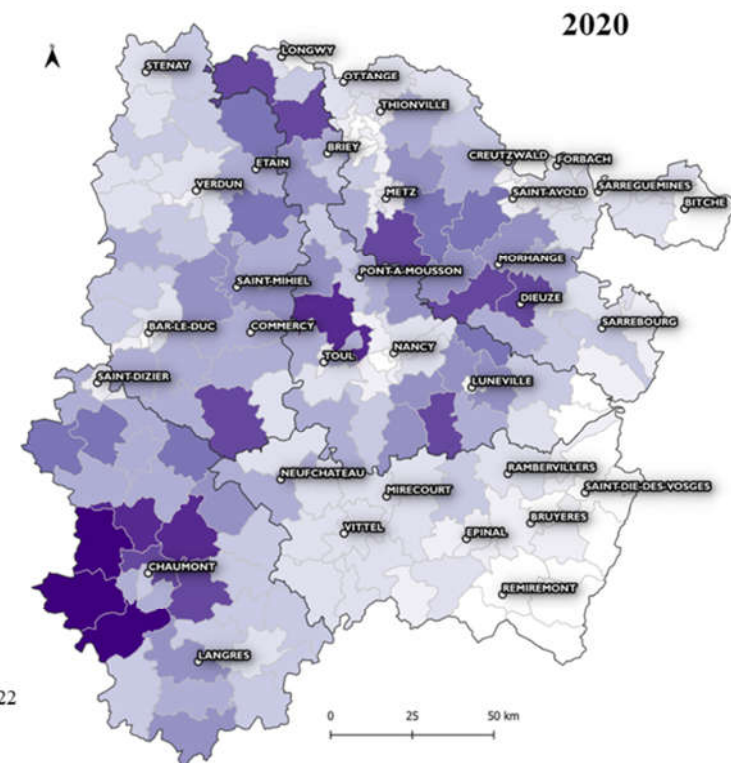 2020
LONGWY
STENAY
OTTANGE
THIONVILLE
BRIEY
ETAIN
CREUTZWALD
FORBACH
VERDUN
METZ
SAINT-AVOLD
SARREGUEMINES
BITCHE
MORHANGE
PONT-A-MOUSSON
SAINT-MIHIEL
DIEUZE
BAR-LE-DUC
COMMERCY
SARREBOURG
NANCY
TOUL
SAINT-DIZIER
LUNEVILLE
NEUFCHATEAU
RAMBERVILLERS
SAINT-DIE-DES-VOSGES
MIRECOURT
BRUYERES
VITTEL
EPINAL
CHAUMONT
REMIREMONT
LANGRES
22
0 25 50 km